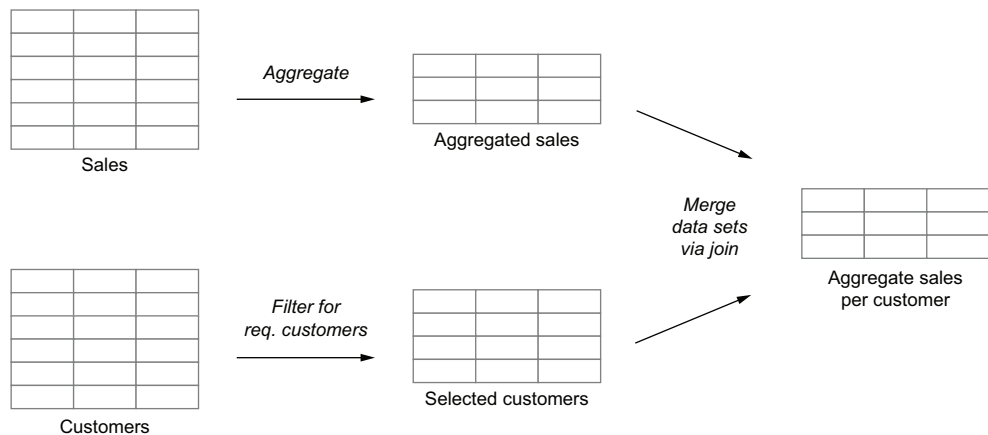 Aggregate
Aggregated sales
Sales
Merge
data sets
via join
Aggregate sales
per customer
Filter for
req. customers
Selected customers
Customers